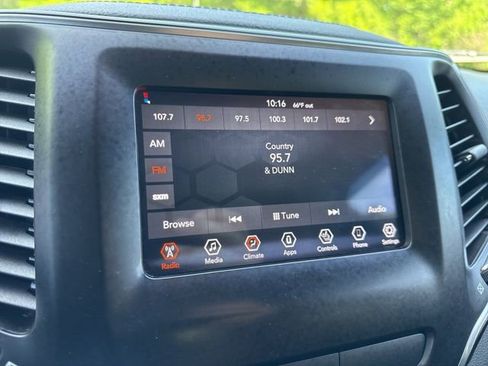 10:16 66°F out
107.7 95.7 97.5 100.3 101.7 102.1
AM
Country
95.7
FM
& DUNN
sxm
Browse Tune Audio
Radio Media Climate Apps Controls Phone Settings